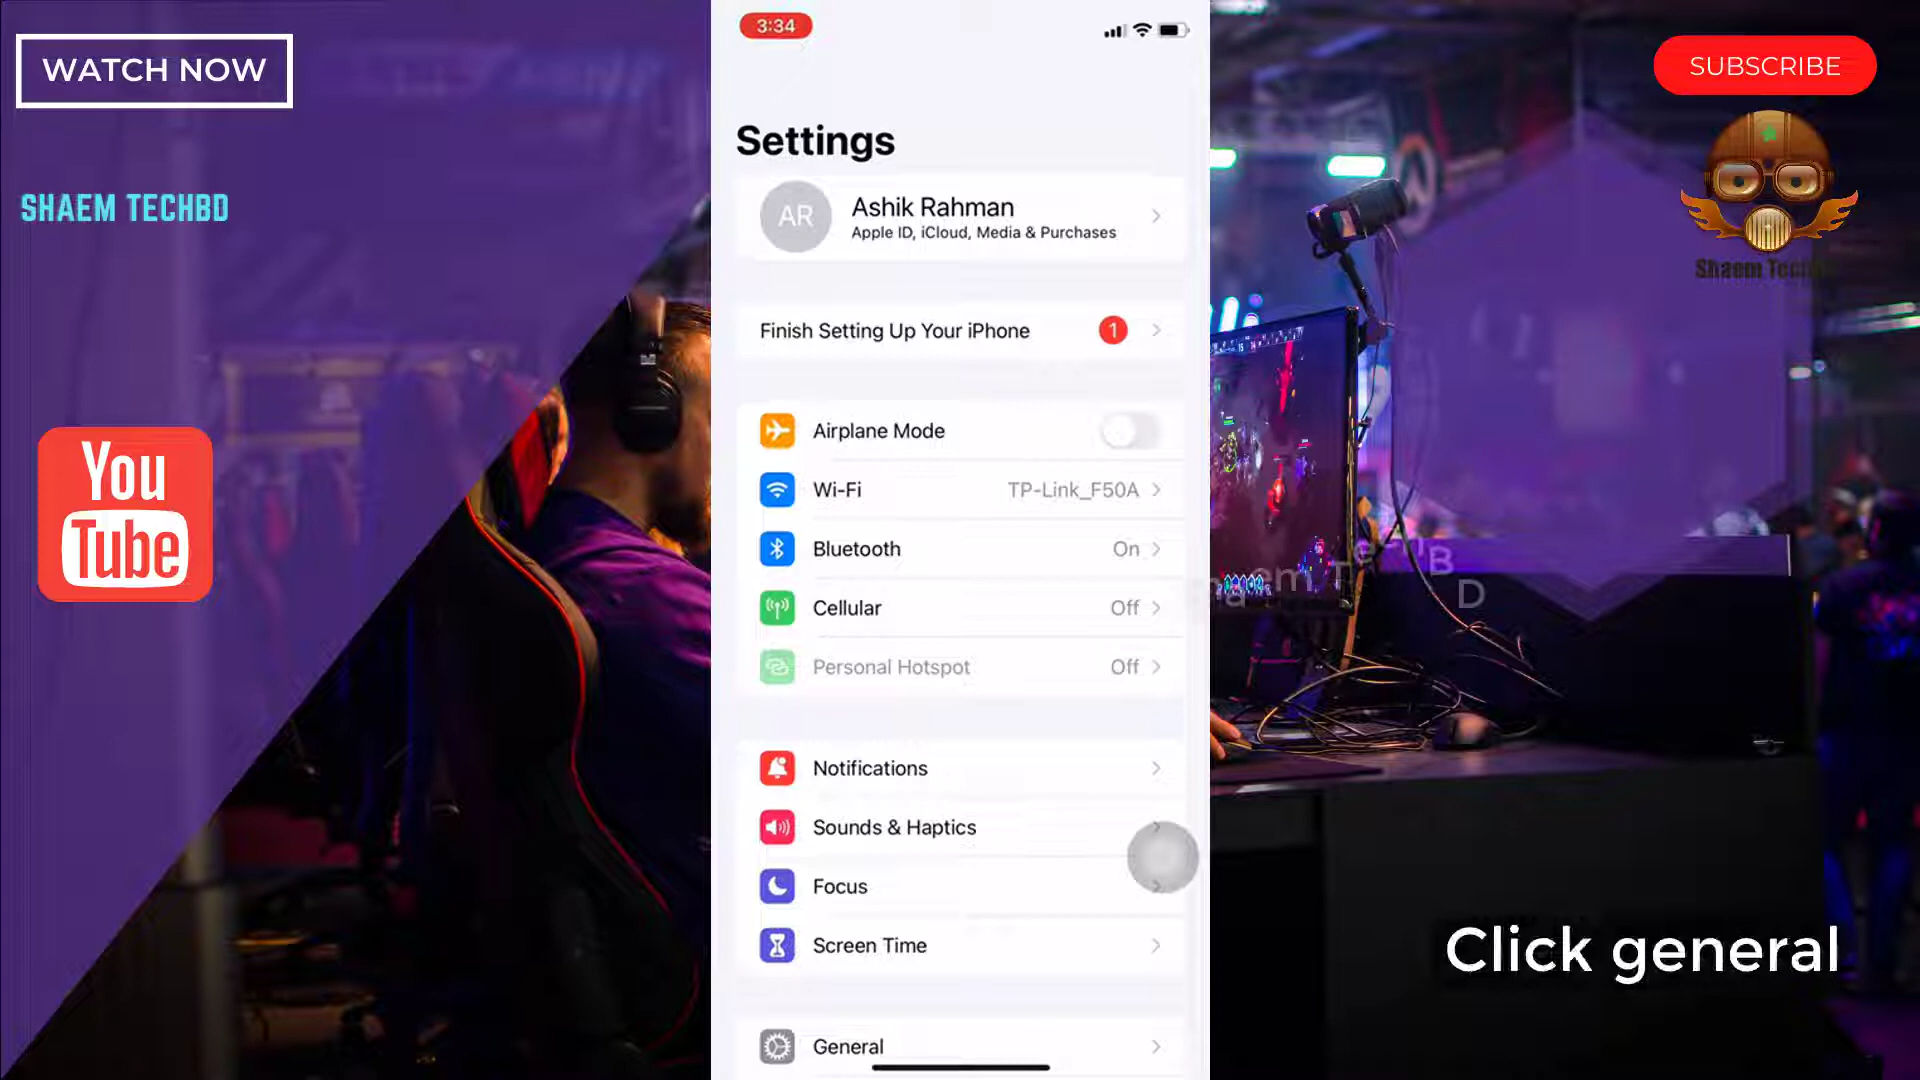 WATCH NOW
SHAEM TECHBD
You
Tube
3:34
Settings
AR
Ashik Rahman
Apple ID, iCloud, Media & Purchases
Finish Setting Up Your iPhone
1
Airplane Mode
Wi-Fi
TP-Link_F50A
Bluetooth
On
Cellular
Off
Personal Hotspot
Off
Notifications
Sounds & Haptics
Focus
Screen Time
General
SUBSCRIBE
Click general